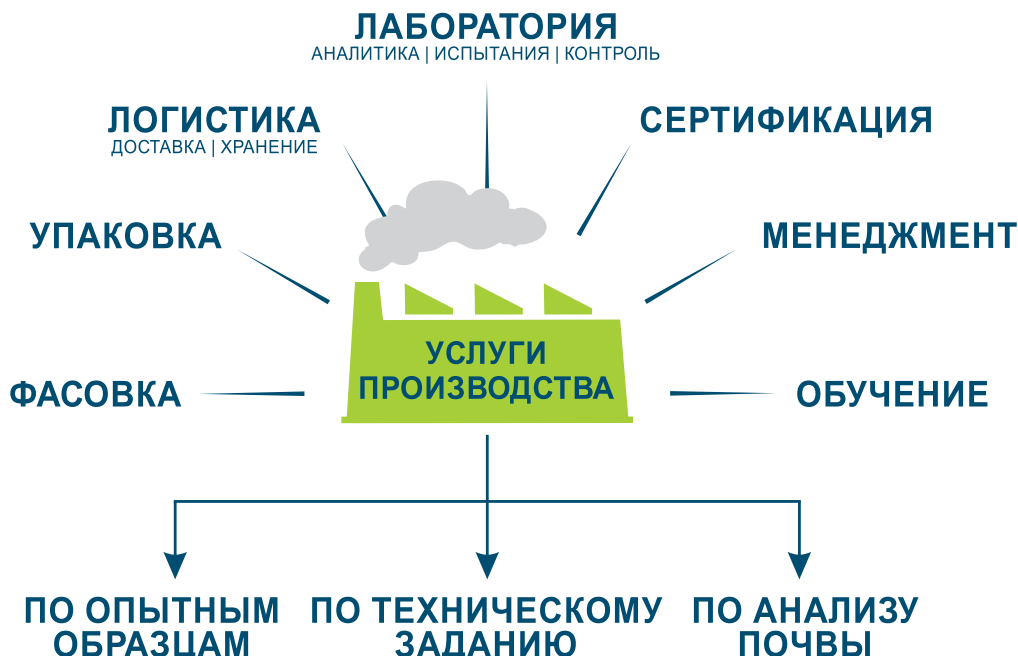 ЛАБОРАТОРИЯ
АНАЛИТИКА | ИСПЫТАНИЯ | КОНТРОЛЬ
ЛОГИСТИКА
ДОСТАВКА | ХРАНЕНИЕ
СЕРТИФИКАЦИЯ
УПАКОВКА
МЕНЕДЖМЕНТ
УСЛУГИ
ПРОИЗВОДСТВА
ФАСОВКА
ОБУЧЕНИЕ
ПО ОПЫТНЫМ
ОБРАЗЦАМ
ПО ТЕХНИЧЕСКОМУ
ЗАДАНИЮ
ПО АНАЛИЗУ
ПОЧВЫ